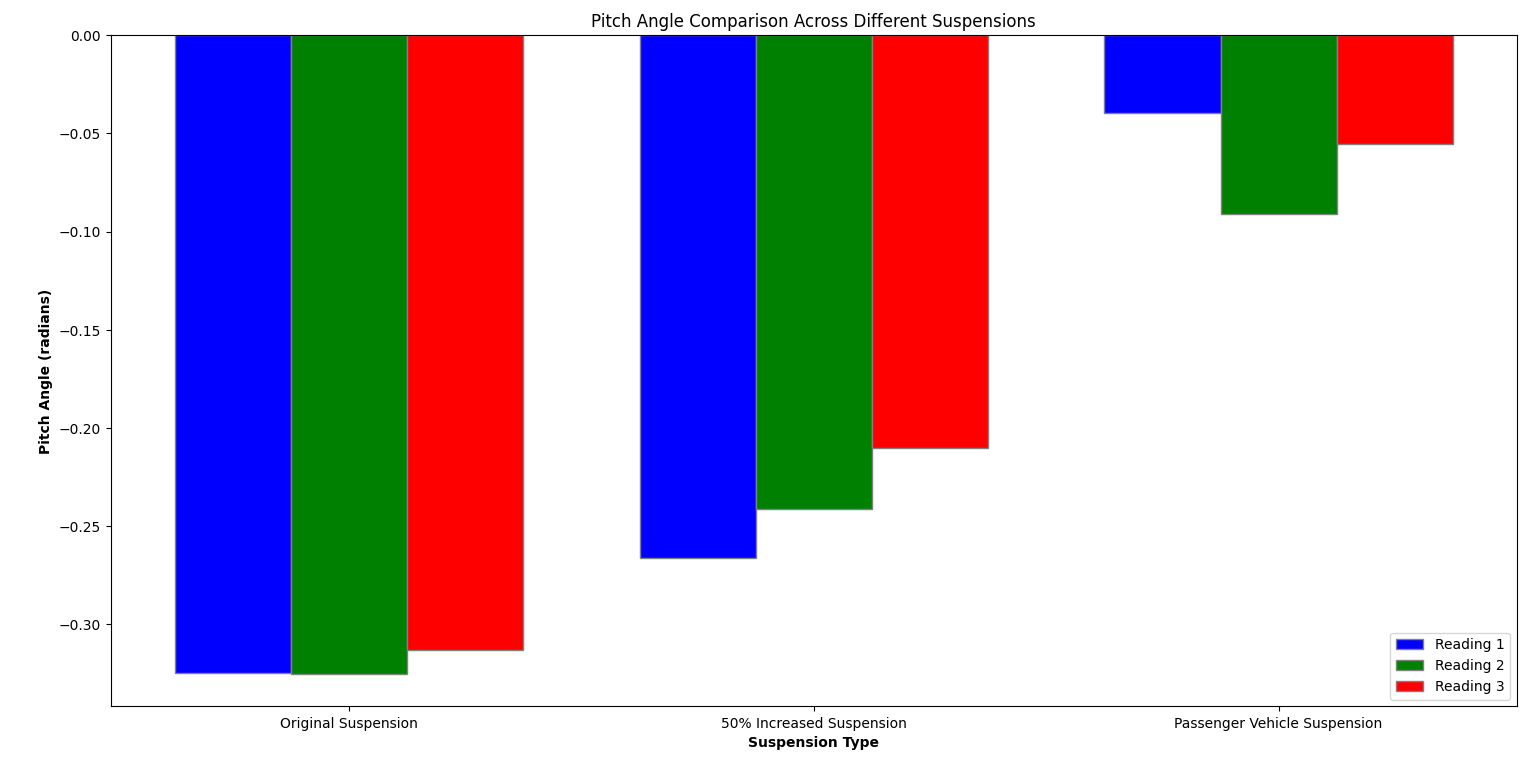 Pitch Angle Comparison Across Different Suspensions
0.00
−0.05
−0.10
−0.15
−0.20
−0.25
−0.30
Pitch Angle (radians)
Reading 1
Reading 2
Reading 3
Original Suspension
50% Increased Suspension
Passenger Vehicle Suspension
Suspension Type